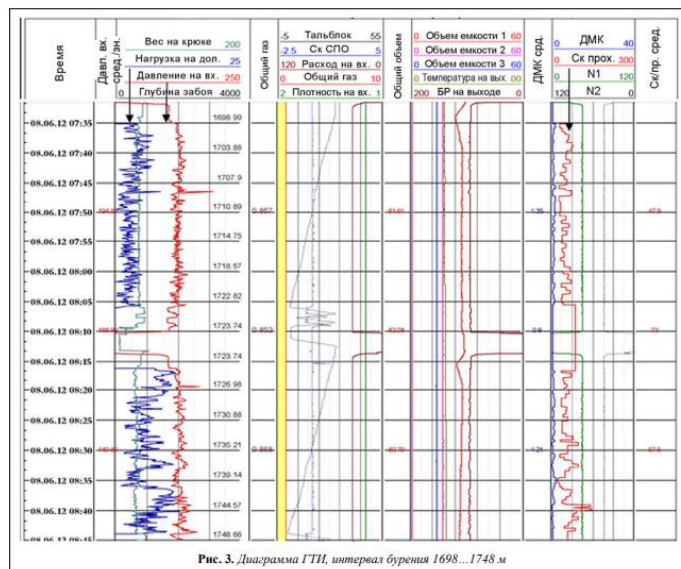 Время
Давл. вх. сред./зн.
Вес на крюке 200
Нагрузка на дол. 25
Давление на вх. 250
0 Глубина забоя 4000
Общий газ
-5 Тальблок 55
-2.5 Ск СПО 5
120 Расход на вх. 0
0 Общий газ 10
2 Плотность на вх. 1
Общий объем
0 Объем емкости 1 60
0 Объем емкости 2 60
0 Объем емкости 3 60
0 Температура на вых.
200 БР на выходе 0
ДМК срд.
0 ДМК 40
0 Ск прох. 300
0 N1 120
120 N2 0
Ск/пр. сред.
08.06.12 07:35 1698.99
08.06.12 07:40 1703.88
08.06.12 07:45 1707.9
08.06.12 07:50 1710.89
08.06.12 07:55 1714.75
08.06.12 08:00 1718.57
08.06.12 08:05 1722.82
08.06.12 08:10 1723.74
08.06.12 08:15 1723.74
08.06.12 08:20 1726.98
08.06.12 08:25 1730.88
08.06.12 08:30 1735.21
08.06.12 08:35 1739.14
08.06.12 08:40 1744.57
08.06.12 08:45 1748.66
Рис. 3. Диаграмма ГТИ, интервал бурения 1698...1748 м